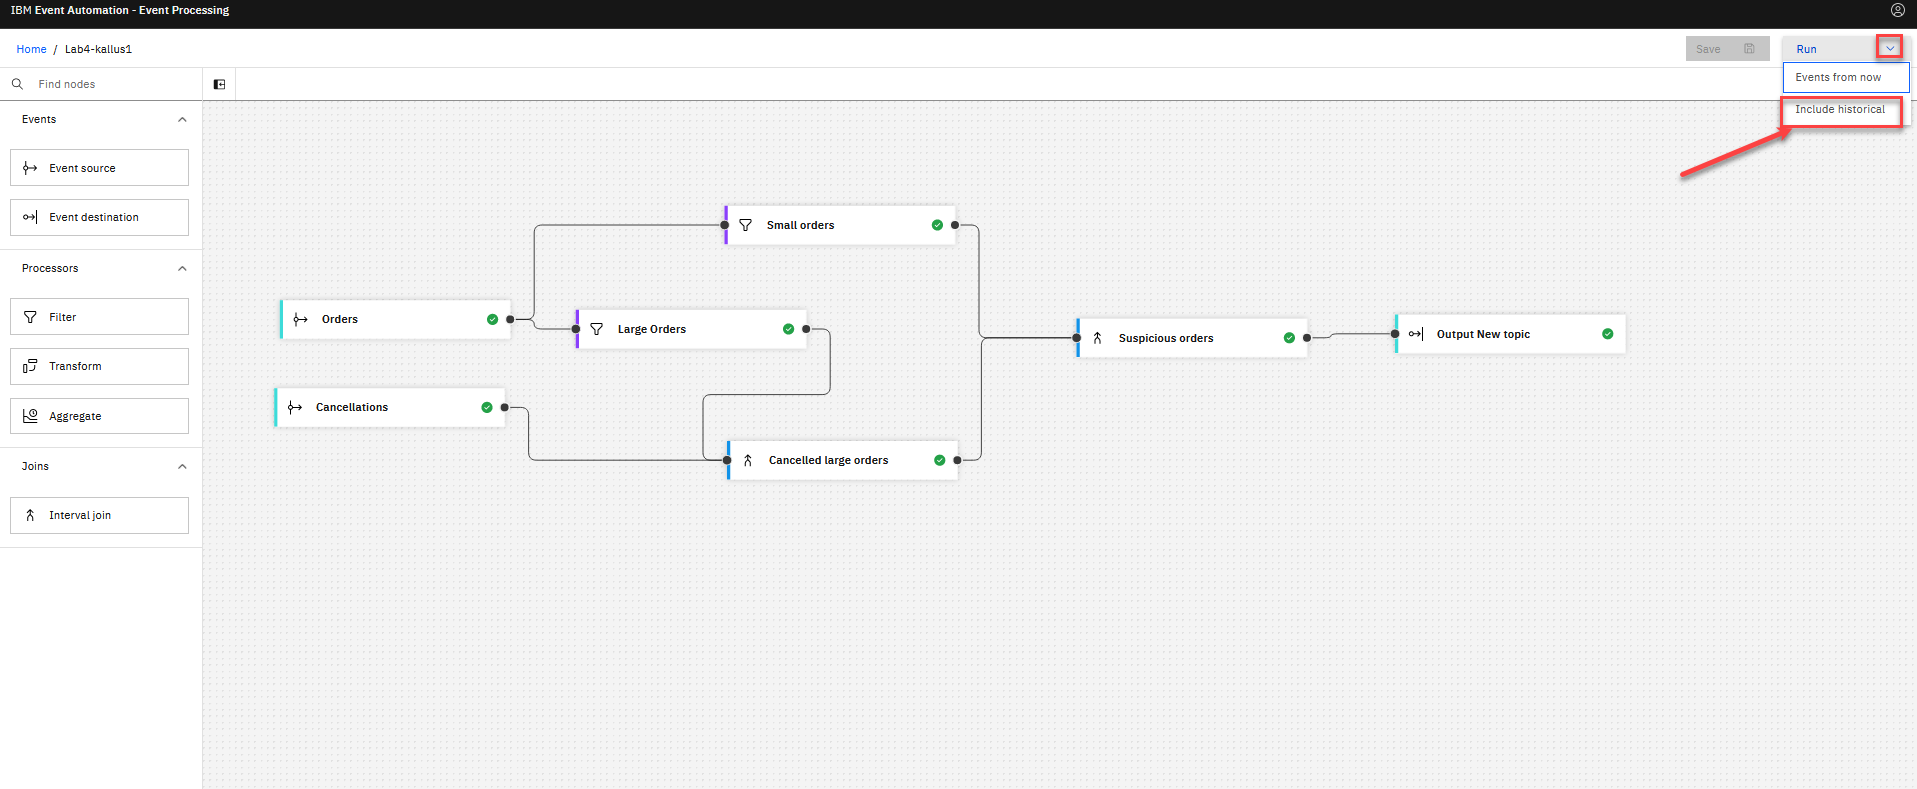 IBM Event Automation - Event Processing
Home / Lab4-kallus1
Save
Run
Events from now
Include historical
Find nodes
Events
Event source
Event destination
Processors
Filter
Transform
Aggregate
Joins
Interval join
Small orders
Orders
Large Orders
Suspicious orders
Output New topic
Cancellations
Cancelled large orders